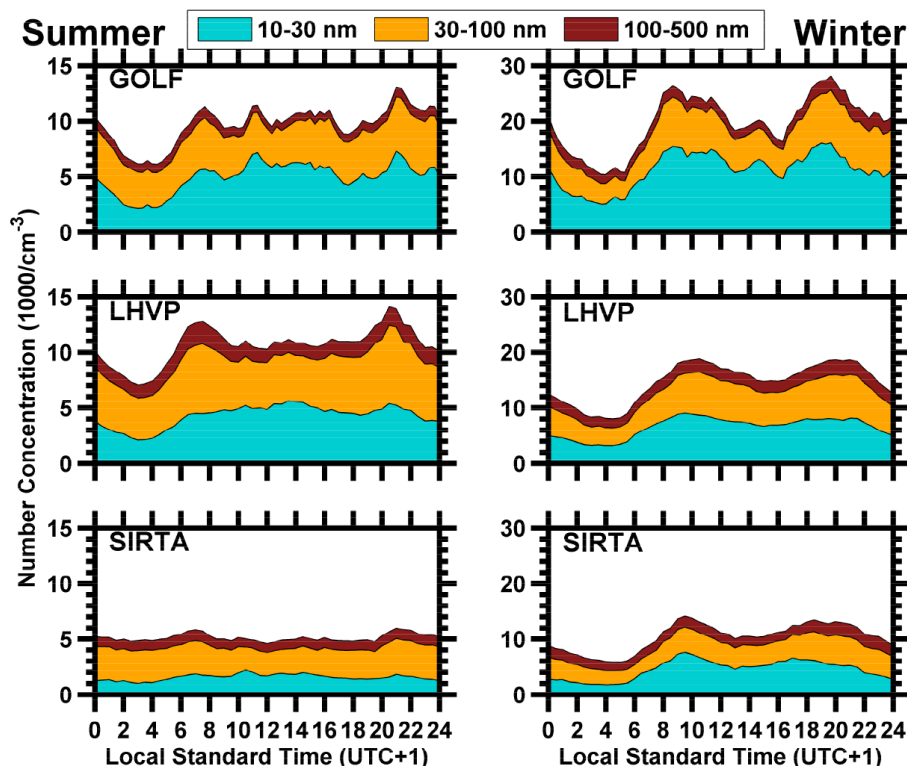 Summer
10-30 nm 30-100 nm 100-500 nm
Winter
Number Concentration (1000/cm-3)
15
GOLF
10
5
0
30
GOLF
20
10
0
15
LHVP
10
5
0
30
LHVP
20
10
0
15
SIRTA
10
5
0
0 2 4 6 8 10 12 14 16 18 20 22 24
Local Standard Time (UTC+1)
30
SIRTA
20
10
0
0 2 4 6 8 10 12 14 16 18 20 22 24
Local Standard Time (UTC+1)